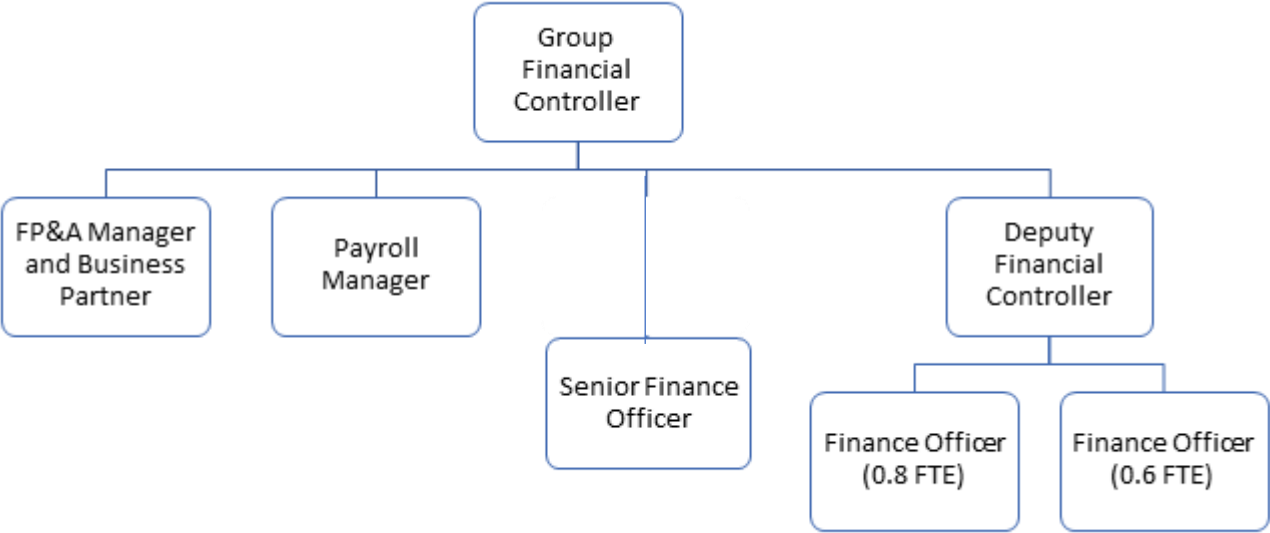 Group
Financial
Controller
FP&A Manager
and Business
Partner
Payroll
Manager
Deputy
Financial
Controller
Senior Finance
Officer
Finance Officer
(0.8 FTE)
Finance Officer
(0.6 FTE)